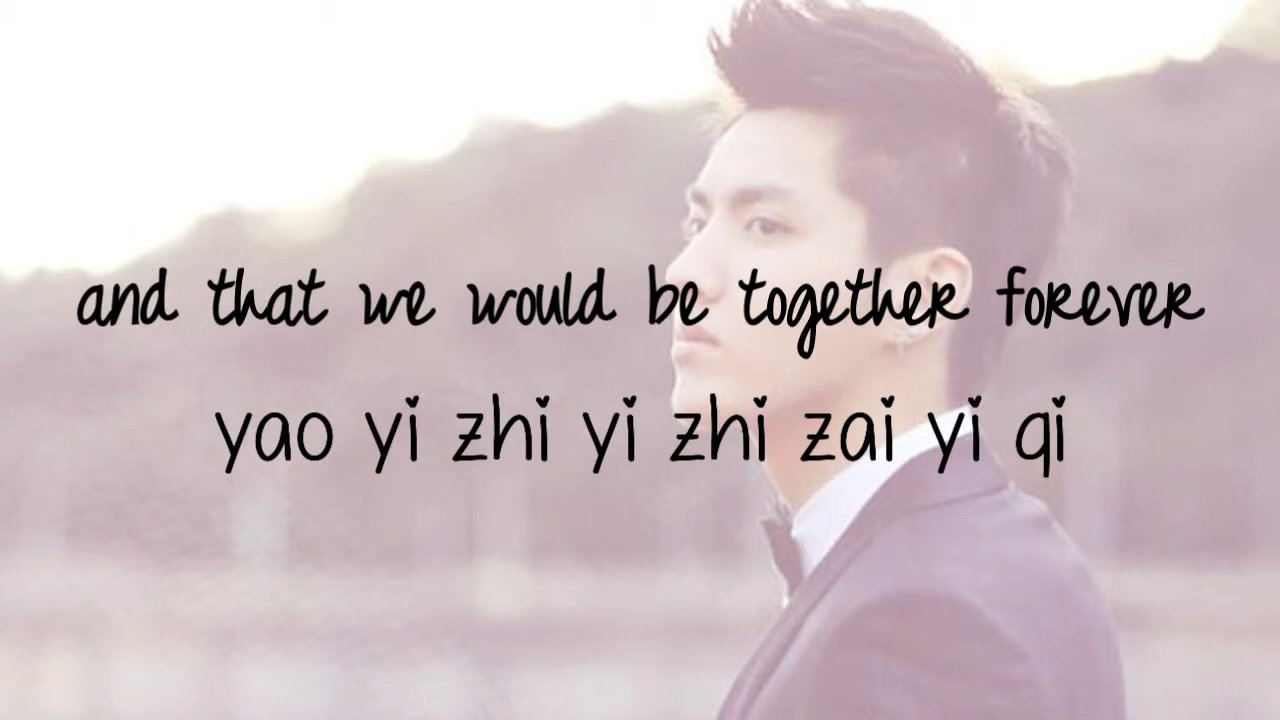 and that we would be together forever
yao yi zhi yi zhi zai yi qi